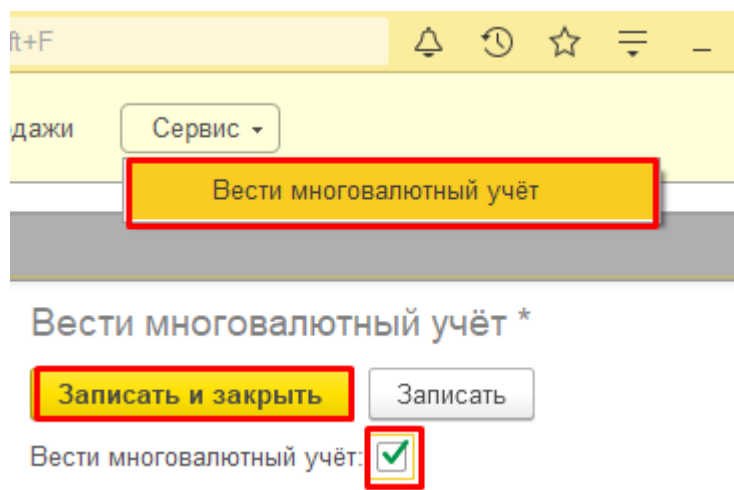 ft+F
дажи Сервис
Вести многовалютный учёт
Вести многовалютный учёт *
Записать и закрыть Записать
Вести многовалютный учёт: